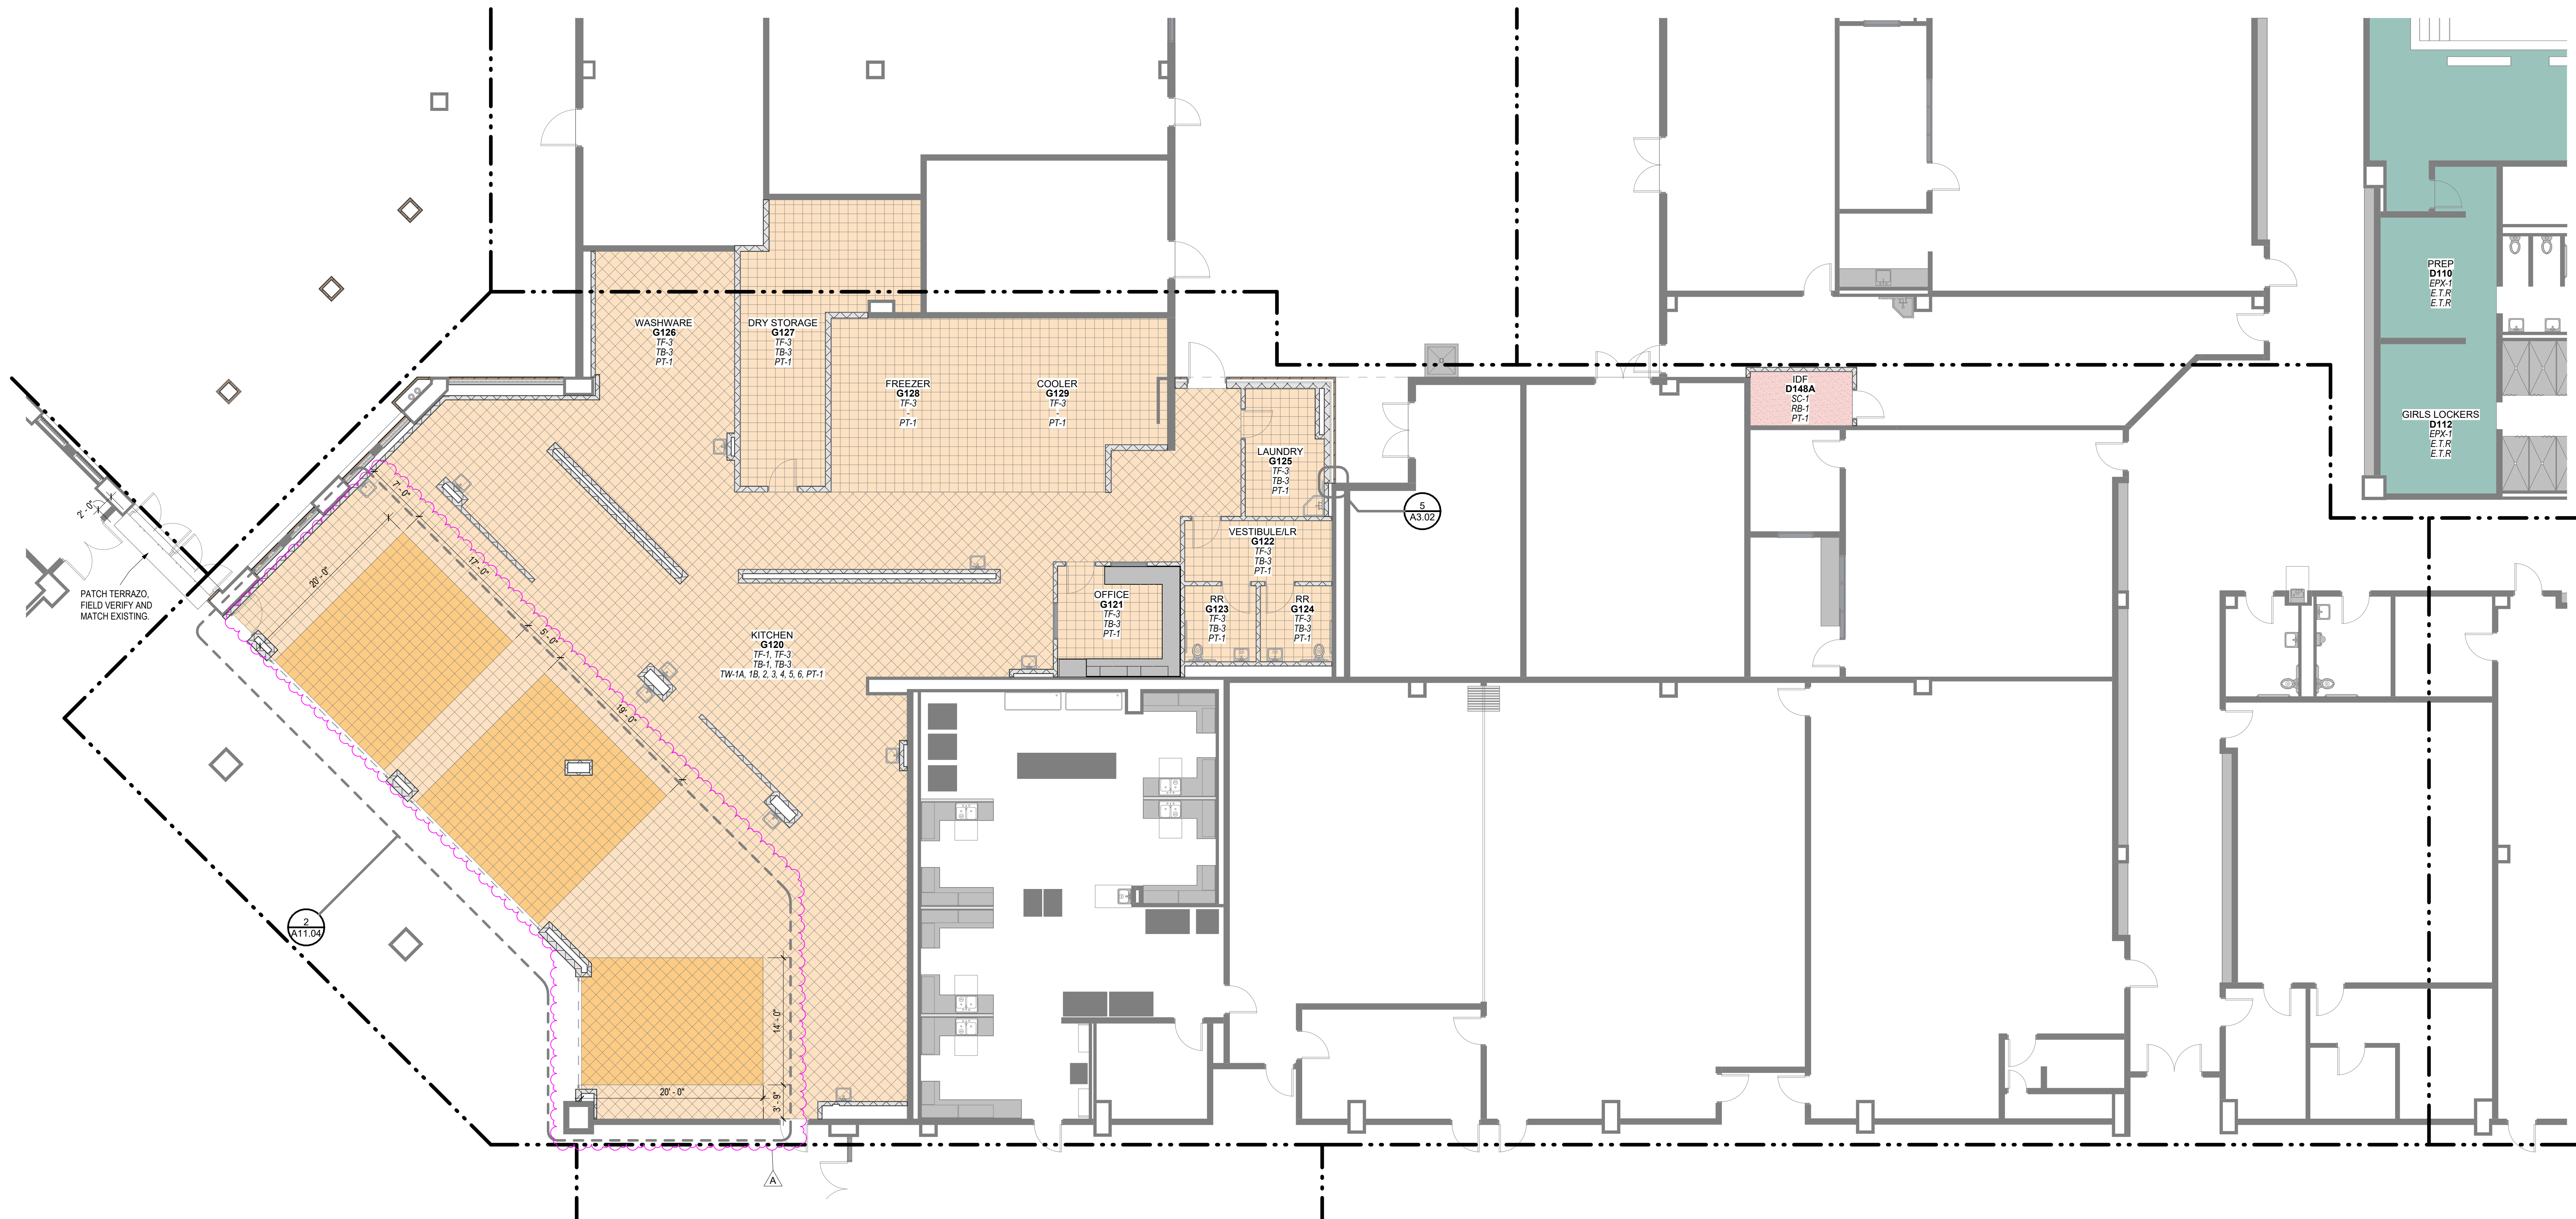 WASHWARE
G126
TF-3
TB-3
PT-1
DRY STORAGE
G127
TF-3
TB-3
PT-1
FREEZER
G128
TF-3
-
PT-1
COOLER
G129
TF-3
-
PT-1
LAUNDRY
G125
TF-3
TB-3
PT-1
VESTIBULE/LR
G122
TF-3
TB-3
PT-1
OFFICE
G121
TF-3
TB-3
PT-1
RR
G123
TF-3
TB-3
PT-1
RR
G124
TF-3
TB-3
PT-1
KITCHEN
G120
TF-1, TF-3
TB-1, TB-3
TW-1A, 1B, 2, 3, 4, 5, 6, PT-1
IDF
D148A
SC-1
RB-1
PT-1
PREP
D110
EPX-1
E.T.R
E.T.R
GIRLS LOCKERS
D112
EPX-1
E.T.R
E.T.R
5
A3.02
2
A11.04
PATCH TERRAZO,
FIELD VERIFY AND
MATCH EXISTING.
2' - 0"
7' - 0"
20' - 0"
17' - 0"
5' - 0"
19' - 0"
14' - 0"
20' - 0"
3' - 9"
A